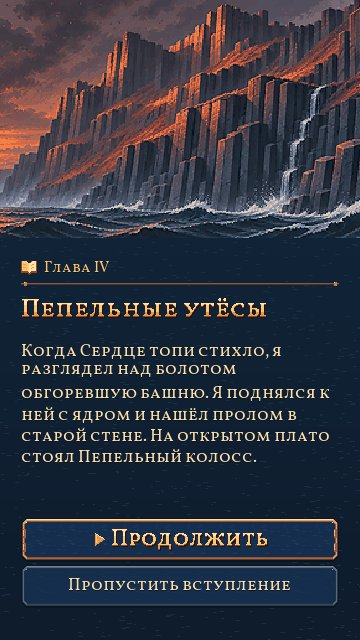 Глава IV
Пепельные утёсы
Когда Сердце топи стихло, я
разглядел над болотом
обгоревшую башню. Я поднялся к
ней с ядром и нашёл пролом в
старой стене. На открытом плато
стоял Пепельный колосс.
Продолжить
Пропустить вступление